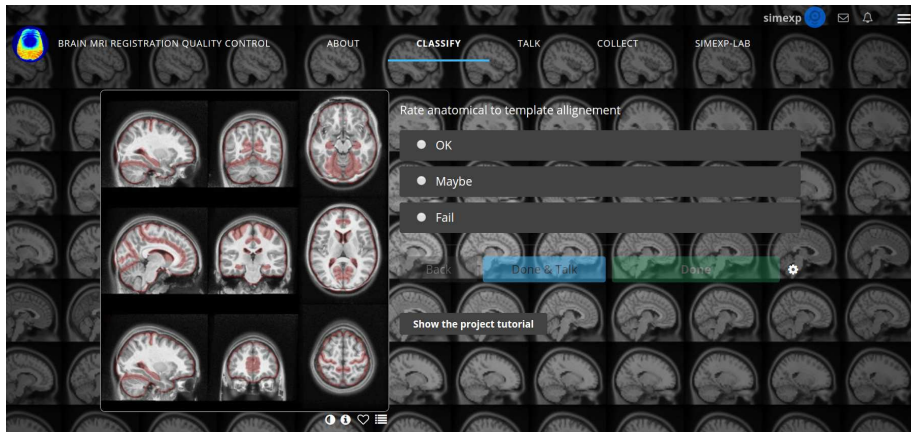 simexp
BRAIN MRI REGISTRATION QUALITY CONTROL
ABOUT
CLASSIFY
TALK
COLLECT
SIMEXP-LAB
Rate anatomical to template allignement
OK
Maybe
Fail
Back
Done & Talk
Done
Show the project tutorial